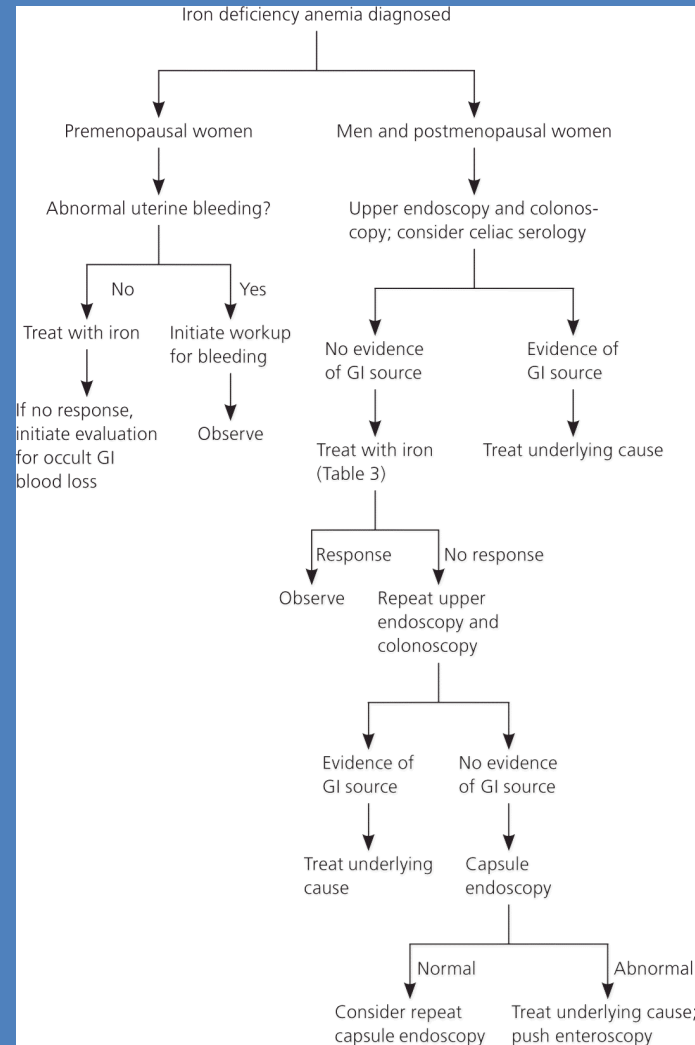 Iron deficiency anemia diagnosed
Premenopausal women
Men and postmenopausal women
Abnormal uterine bleeding?
Upper endoscopy and colonos-
copy; consider celiac serology
No
Yes
Treat with iron
Initiate workup
for bleeding
No evidence
of GI source
Evidence of
GI source
If no response,
initiate evaluation
for occult GI
blood loss
Observe
Treat with iron
(Table 3)
Treat underlying cause
Response
No response
Observe
Repeat upper
endoscopy and
colonoscopy
Evidence of
GI source
No evidence
of GI source
Treat underlying
cause
Capsule
endoscopy
Normal
Abnormal
Consider repeat
capsule endoscopy
Treat underlying cause;
push enteroscopy